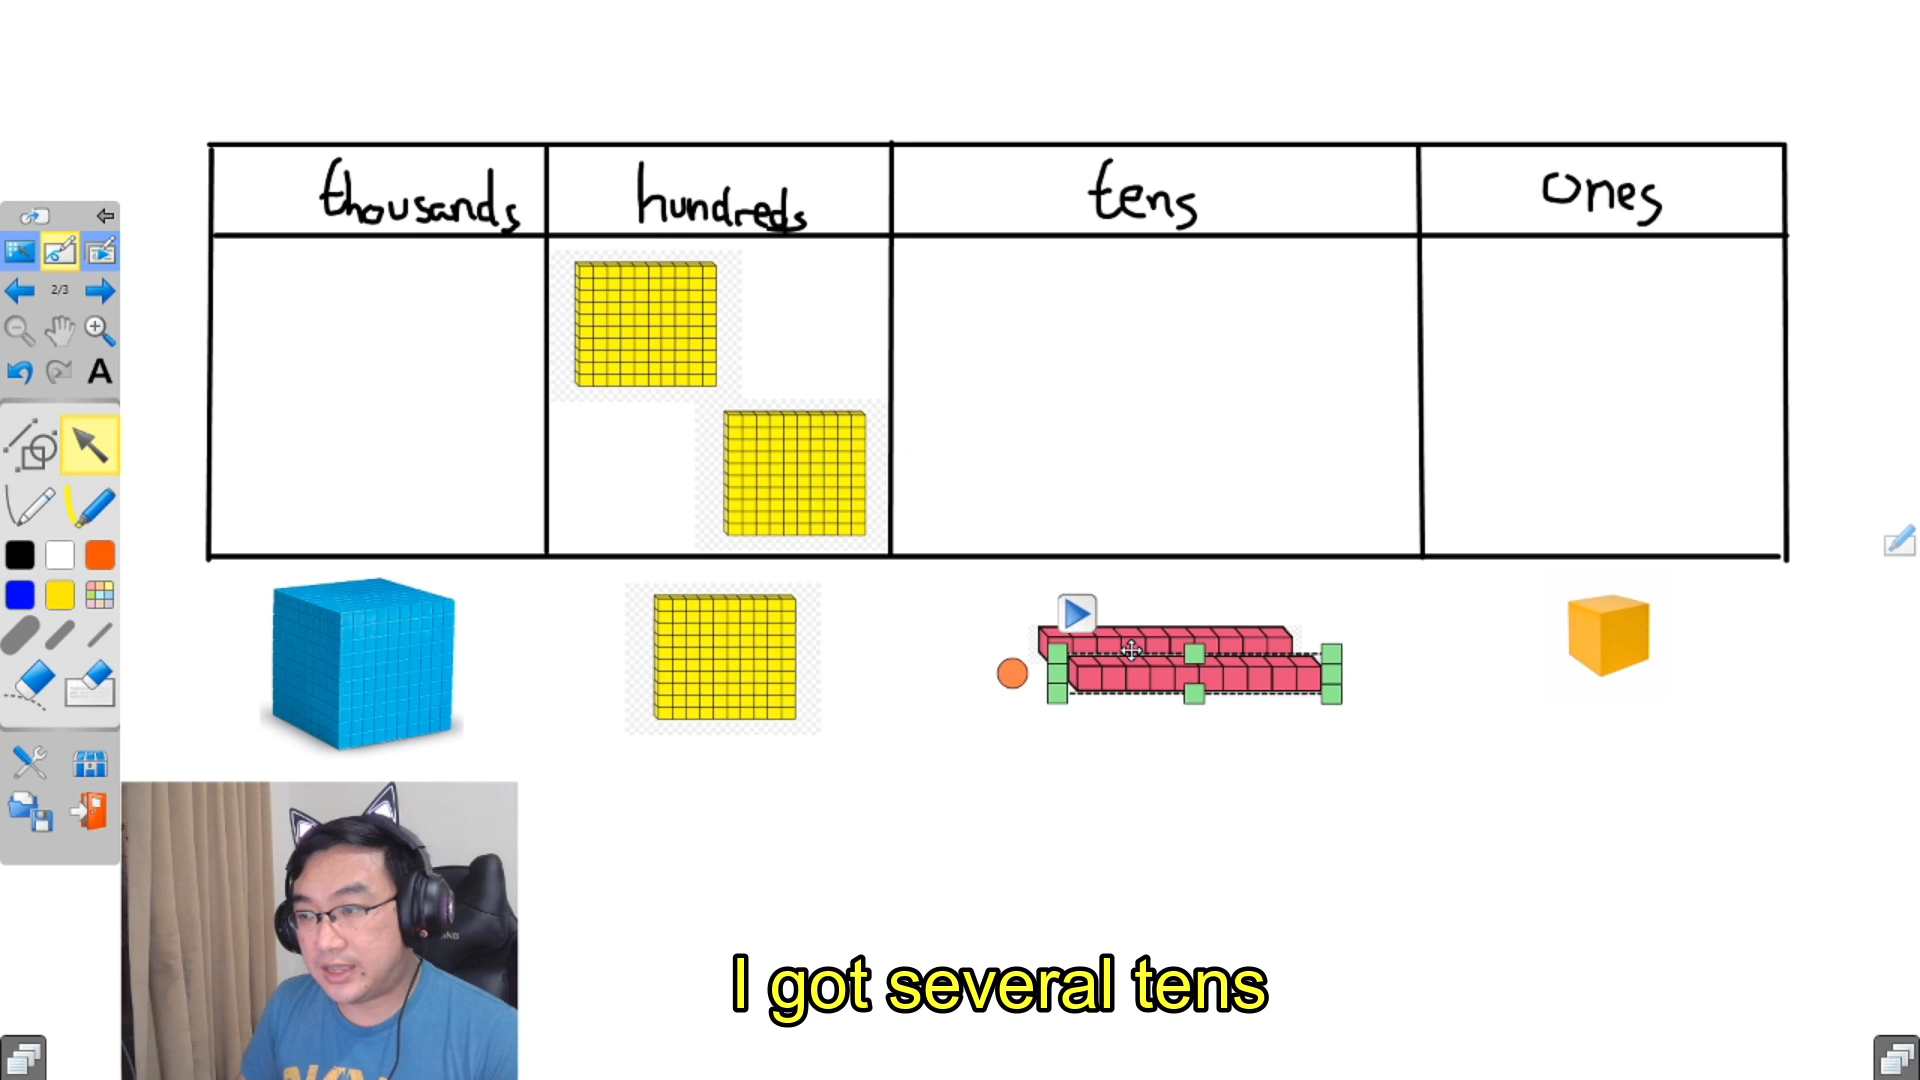 thousands
hundreds
tens
ones
2/3
A
I got several tens